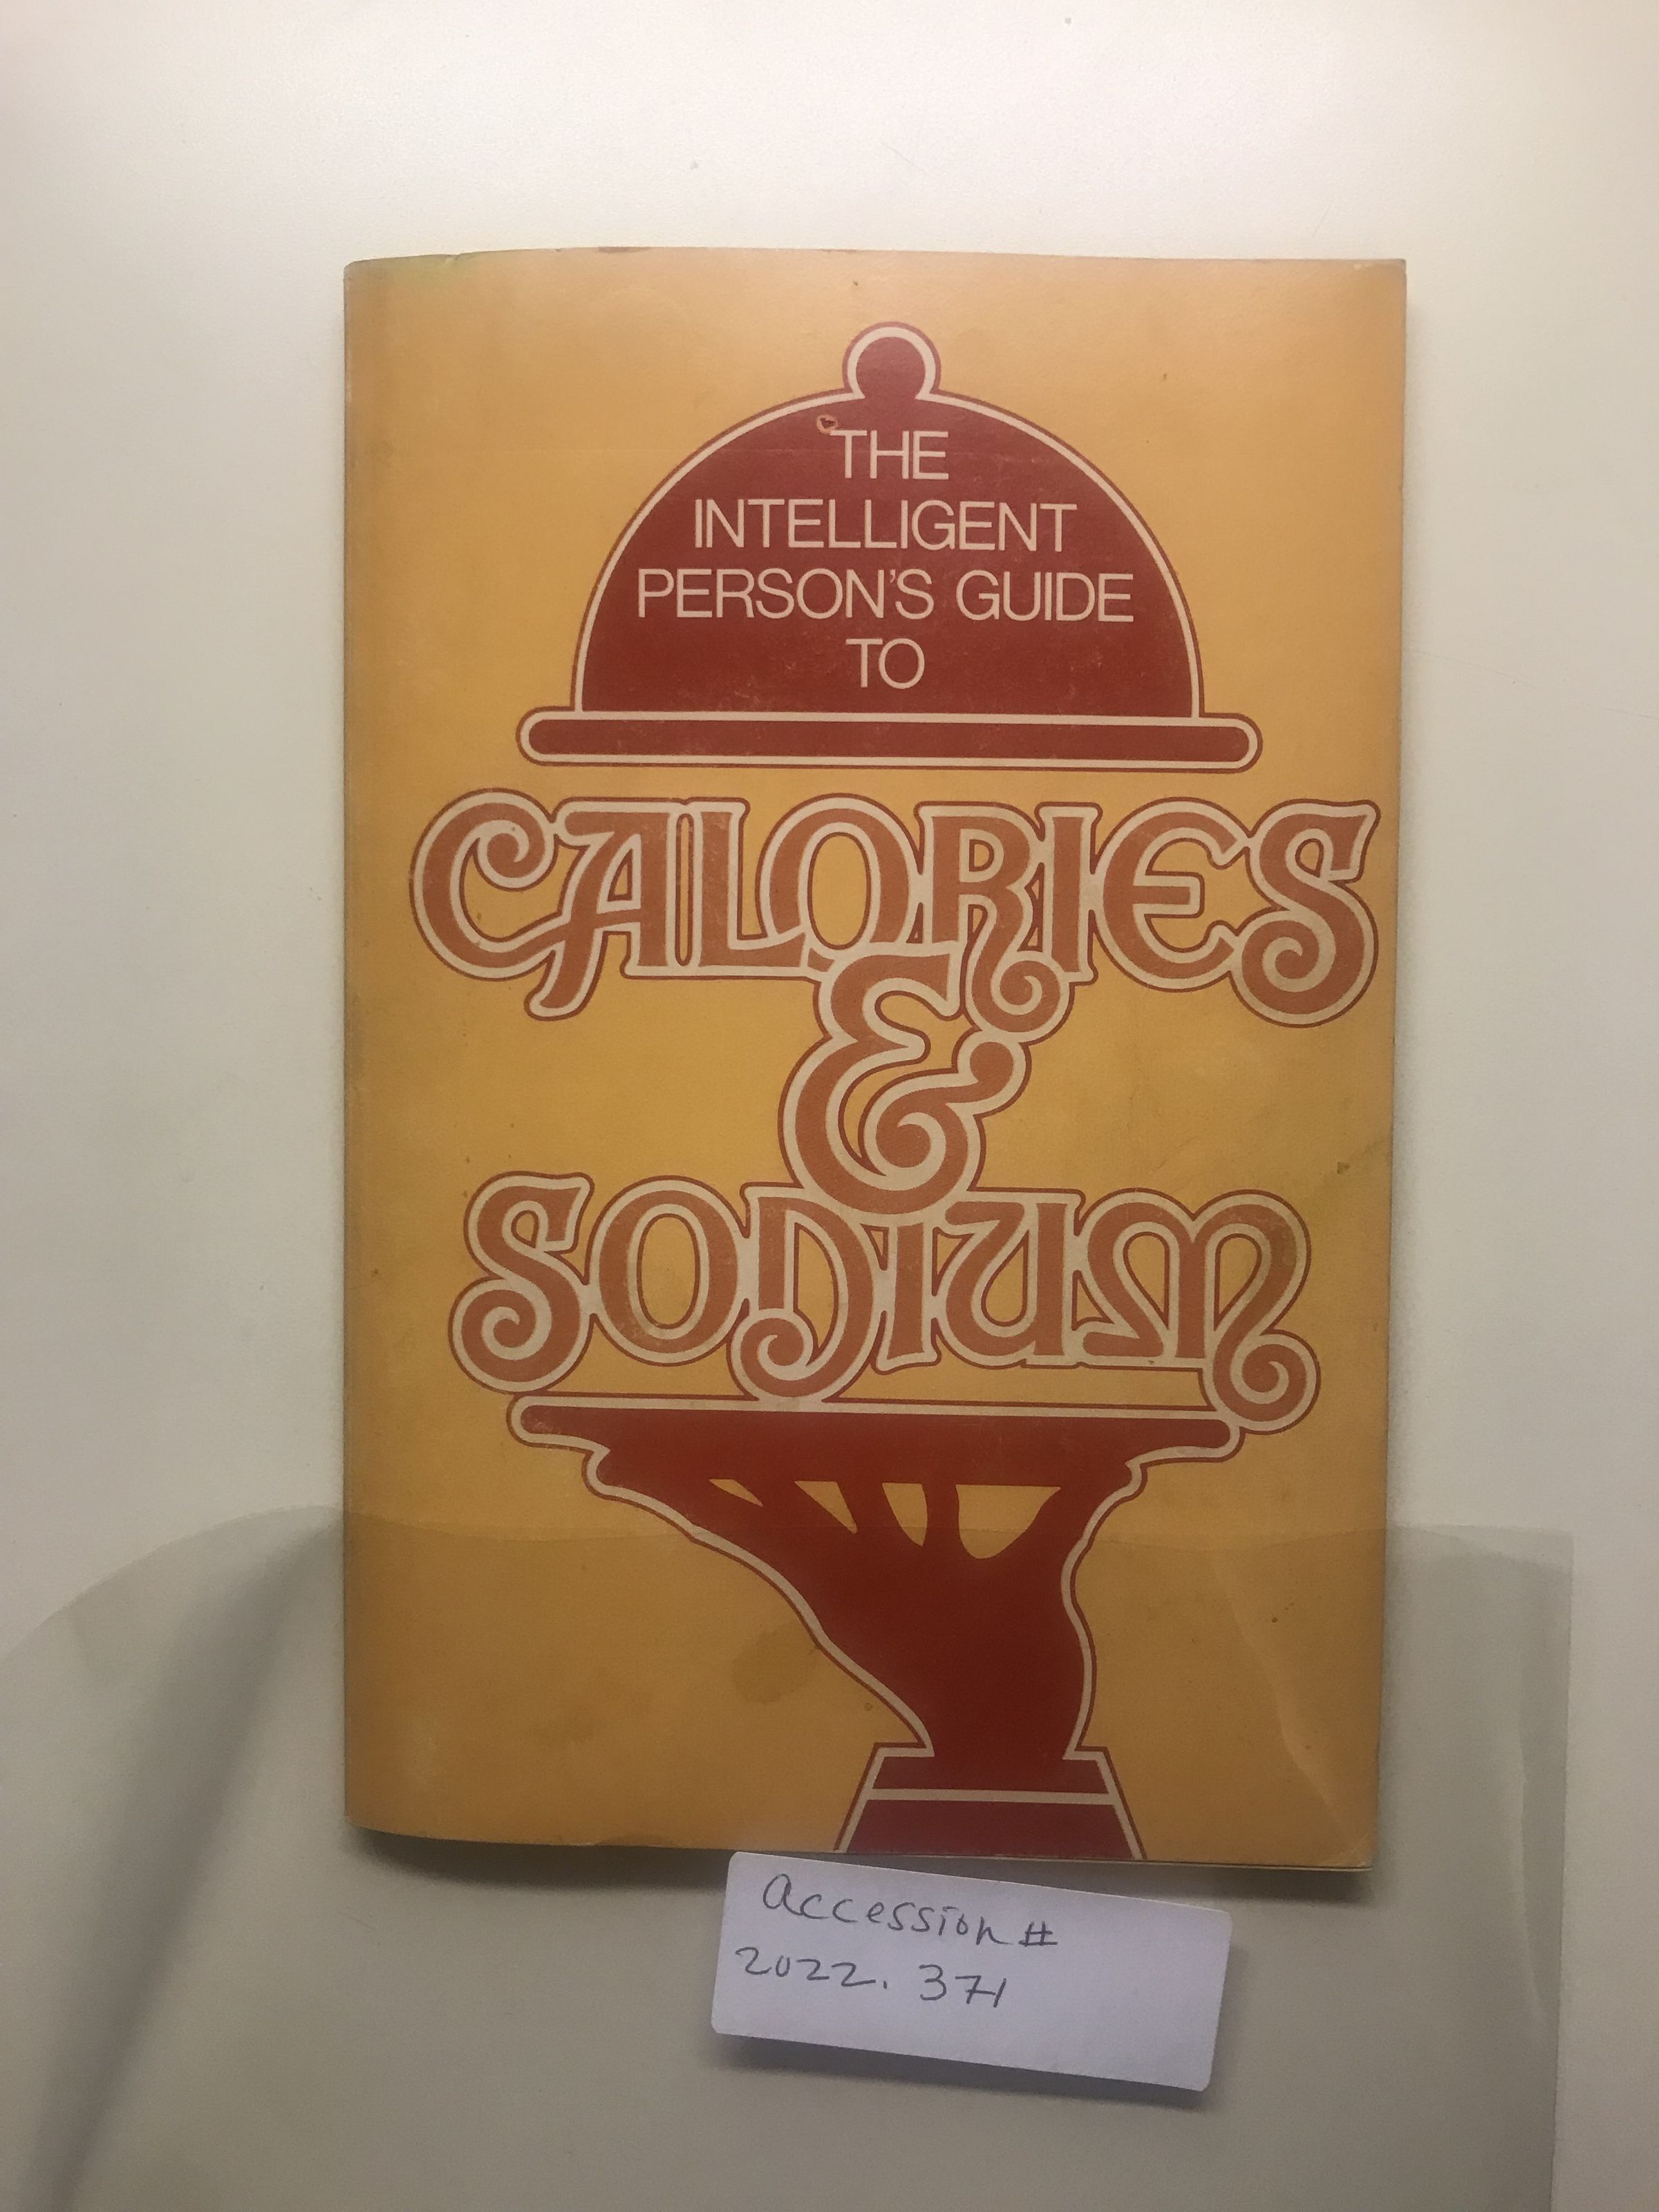 THE
INTELLIGENT
PERSON'S GUIDE
TO
CALORIES
&
SODIUM
Accession #
2022. 371